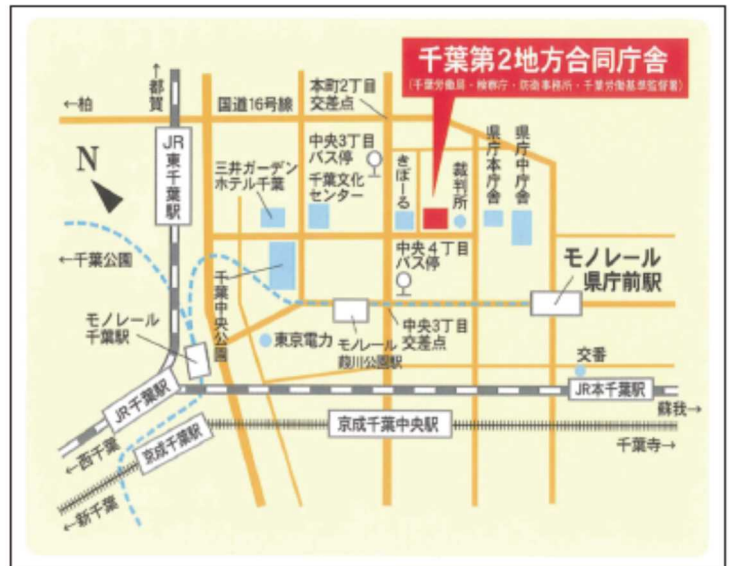 千葉第2地方合同庁舎
(千葉労働局・検察庁・防衛事務所・千葉労働基準監督署)
←都賀
本町2丁目
交差点
←柏
国道16号線
JR東千葉駅
N
三井ガーデン
ホテル千葉
中央3丁目
バス停
千葉文化
センター
きぼーる
裁判所
県庁本庁舎
県庁中庁舎
←千葉公園
千葉中央公園
中央4丁目
バス停
モノレール
県庁前駅
モノレール
千葉駅
東京電力
モノレール
葭川公園駅
中央3丁目
交差点
交番
JR千葉駅
JR本千葉駅
蘇我→
←西千葉
京成千葉駅
京成千葉中央駅
千葉寺→
←新千葉